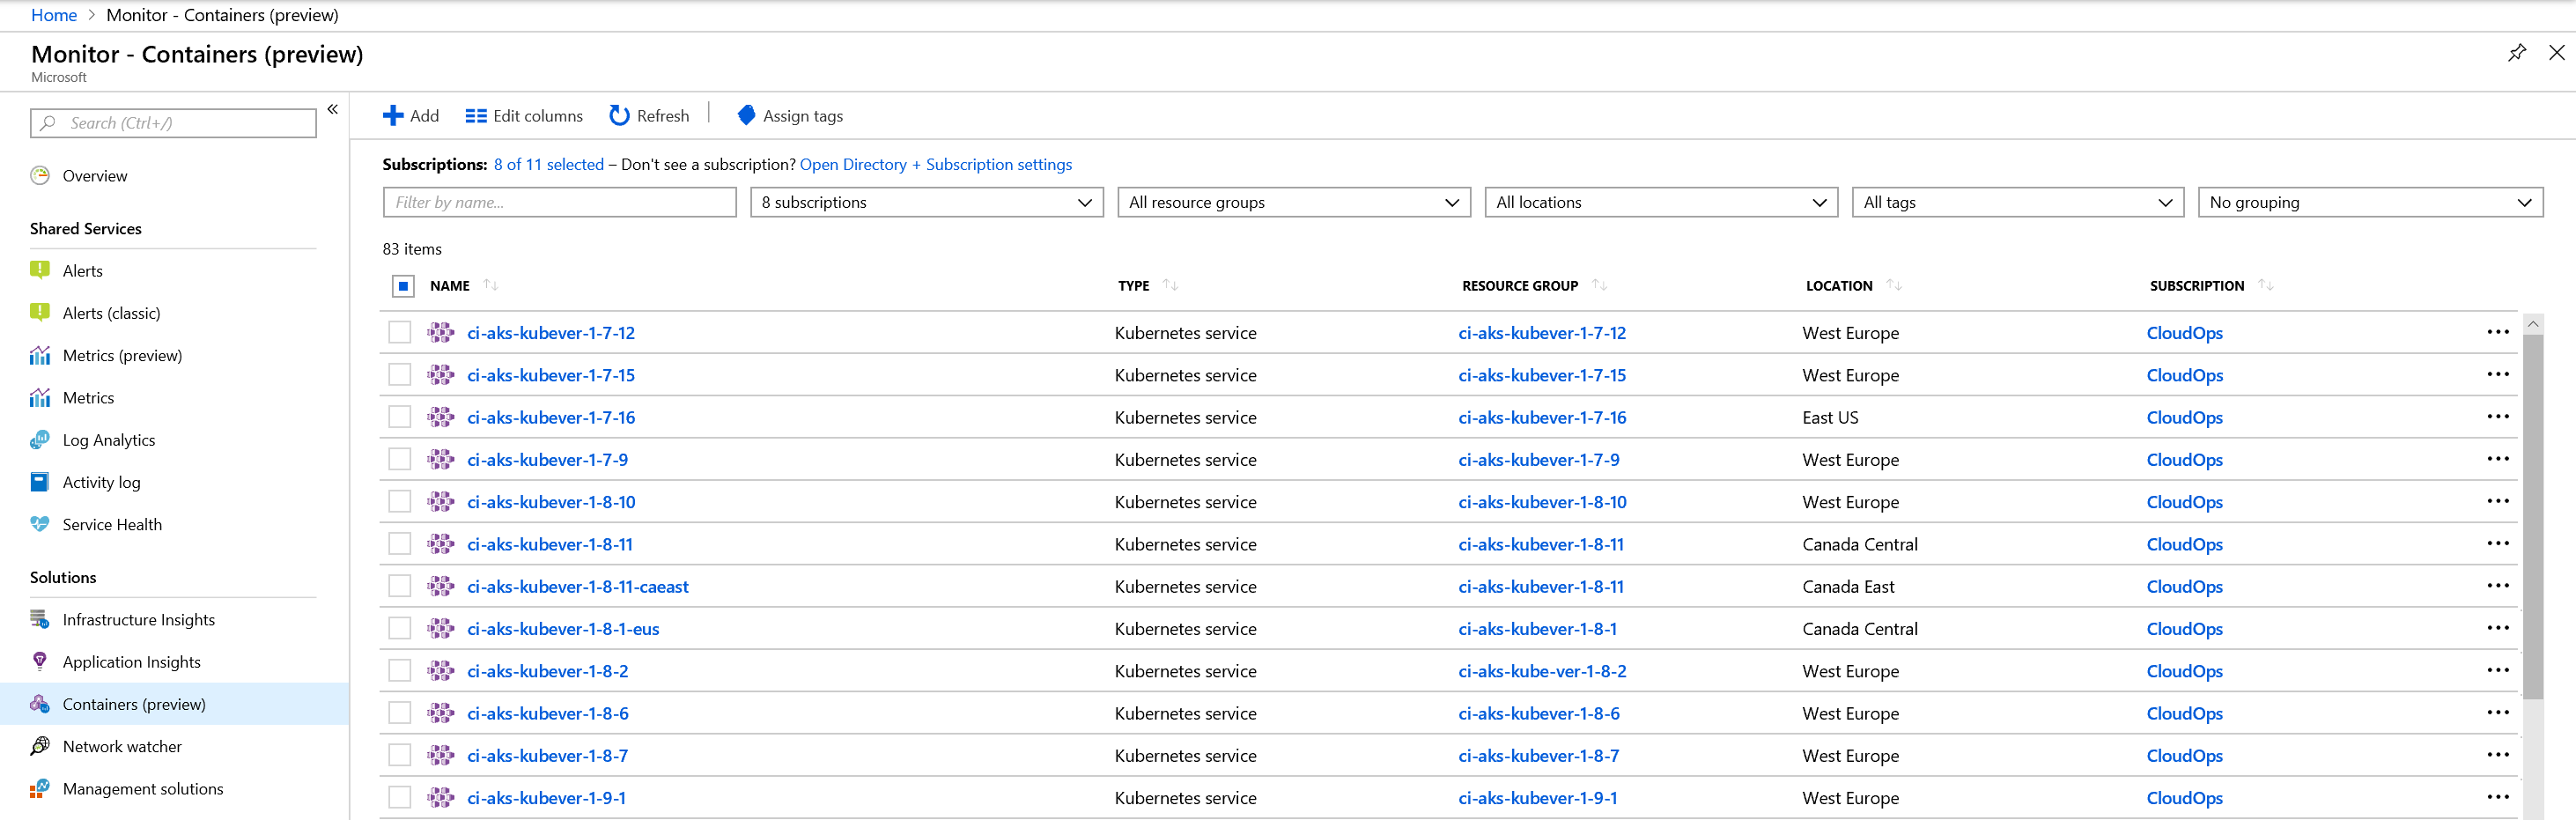 Home > Monitor - Containers (preview)
Monitor - Containers (preview)
Microsoft
Search (Ctrl+/)
Overview
Shared Services
Alerts
Alerts (classic)
Metrics (preview)
Metrics
Log Analytics
Activity log
Service Health
Solutions
Infrastructure Insights
Application Insights
Containers (preview)
Network watcher
Management solutions
Add Edit columns Refresh Assign tags
Subscriptions: 8 of 11 selected – Don't see a subscription? Open Directory + Subscription settings
Filter by name... 8 subscriptions All resource groups All locations All tags No grouping
83 items
NAME TYPE RESOURCE GROUP LOCATION SUBSCRIPTION
ci-aks-kubever-1-7-12 Kubernetes service ci-aks-kubever-1-7-12 West Europe CloudOps
ci-aks-kubever-1-7-15 Kubernetes service ci-aks-kubever-1-7-15 West Europe CloudOps
ci-aks-kubever-1-7-16 Kubernetes service ci-aks-kubever-1-7-16 East US CloudOps
ci-aks-kubever-1-7-9 Kubernetes service ci-aks-kubever-1-7-9 West Europe CloudOps
ci-aks-kubever-1-8-10 Kubernetes service ci-aks-kubever-1-8-10 West Europe CloudOps
ci-aks-kubever-1-8-11 Kubernetes service ci-aks-kubever-1-8-11 Canada Central CloudOps
ci-aks-kubever-1-8-11-caeast Kubernetes service ci-aks-kubever-1-8-11 Canada East CloudOps
ci-aks-kubever-1-8-1-eus Kubernetes service ci-aks-kubever-1-8-1 Canada Central CloudOps
ci-aks-kubever-1-8-2 Kubernetes service ci-aks-kube-ver-1-8-2 West Europe CloudOps
ci-aks-kubever-1-8-6 Kubernetes service ci-aks-kubever-1-8-6 West Europe CloudOps
ci-aks-kubever-1-8-7 Kubernetes service ci-aks-kubever-1-8-7 West Europe CloudOps
ci-aks-kubever-1-9-1 Kubernetes service ci-aks-kubever-1-9-1 West Europe CloudOps